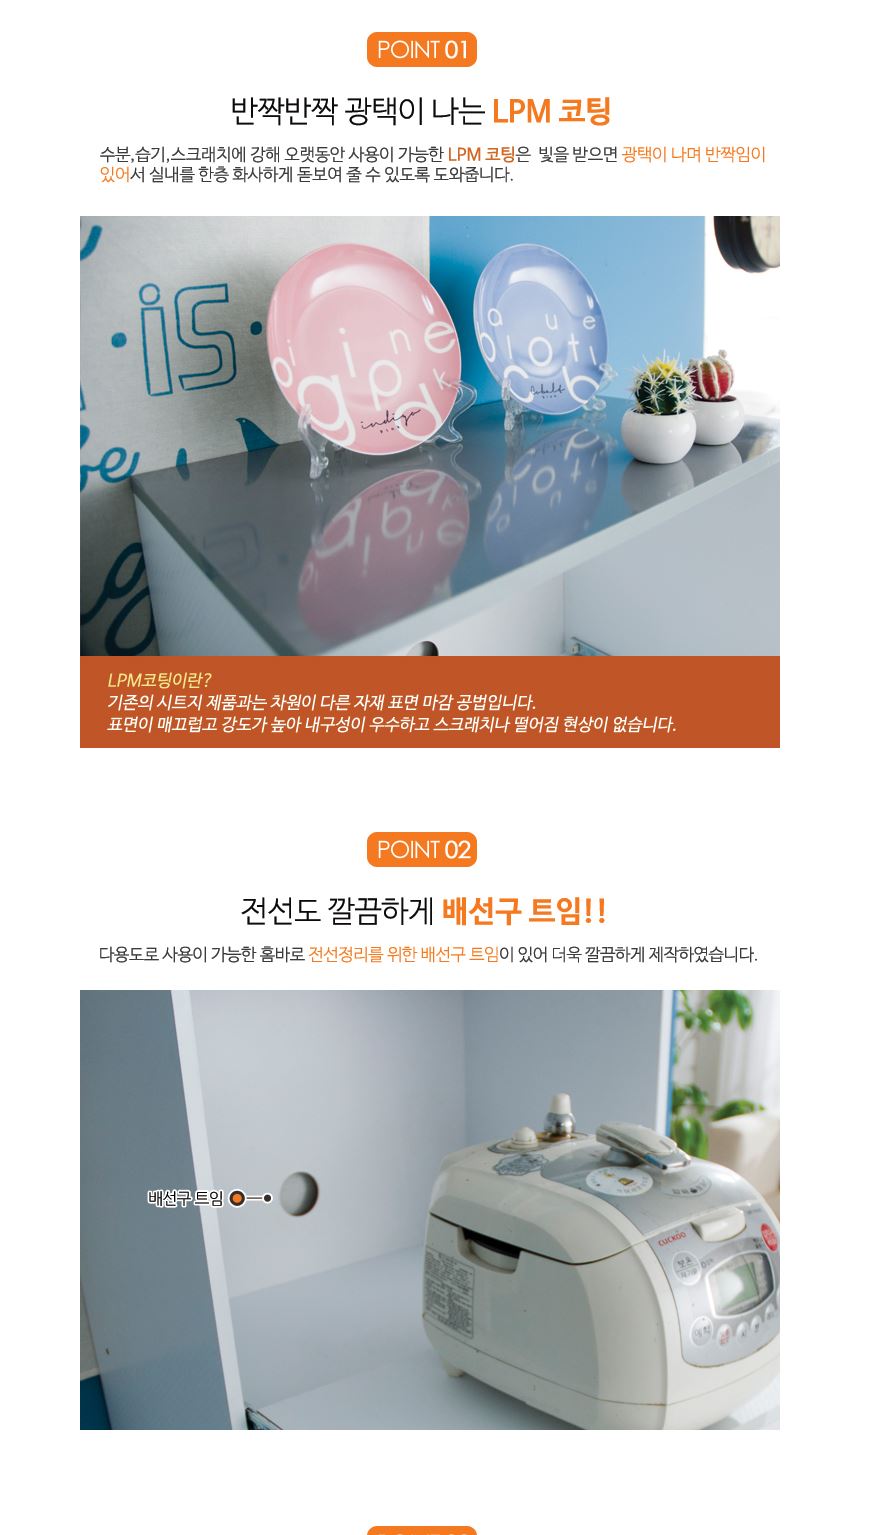 POINT 01
반짝반짝 광택이 나는 LPM 코팅
수분,습기,스크래치에 강해 오랫동안 사용이 가능한 LPM 코팅은 빛을 받으면 광택이 나며 반짝임이
있어서 실내를 한층 화사하게 돋보여 줄 수 있도록 도와줍니다.
is
be
indigo
LPM코팅이란?
기존의 시트지 제품과는 차원이 다른 자재 표면 마감 공법입니다.
표면이 매끄럽고 강도가 높아 내구성이 우수하고 스크래치나 떨어짐 현상이 없습니다.
POINT 02
전선도 깔끔하게 배선구 트임!!
다용도로 사용이 가능한 홈바로 전선정리를 위한 배선구 트임이 있어 더욱 깔끔하게 제작하였습니다.
배선구 트임
CUCKOO